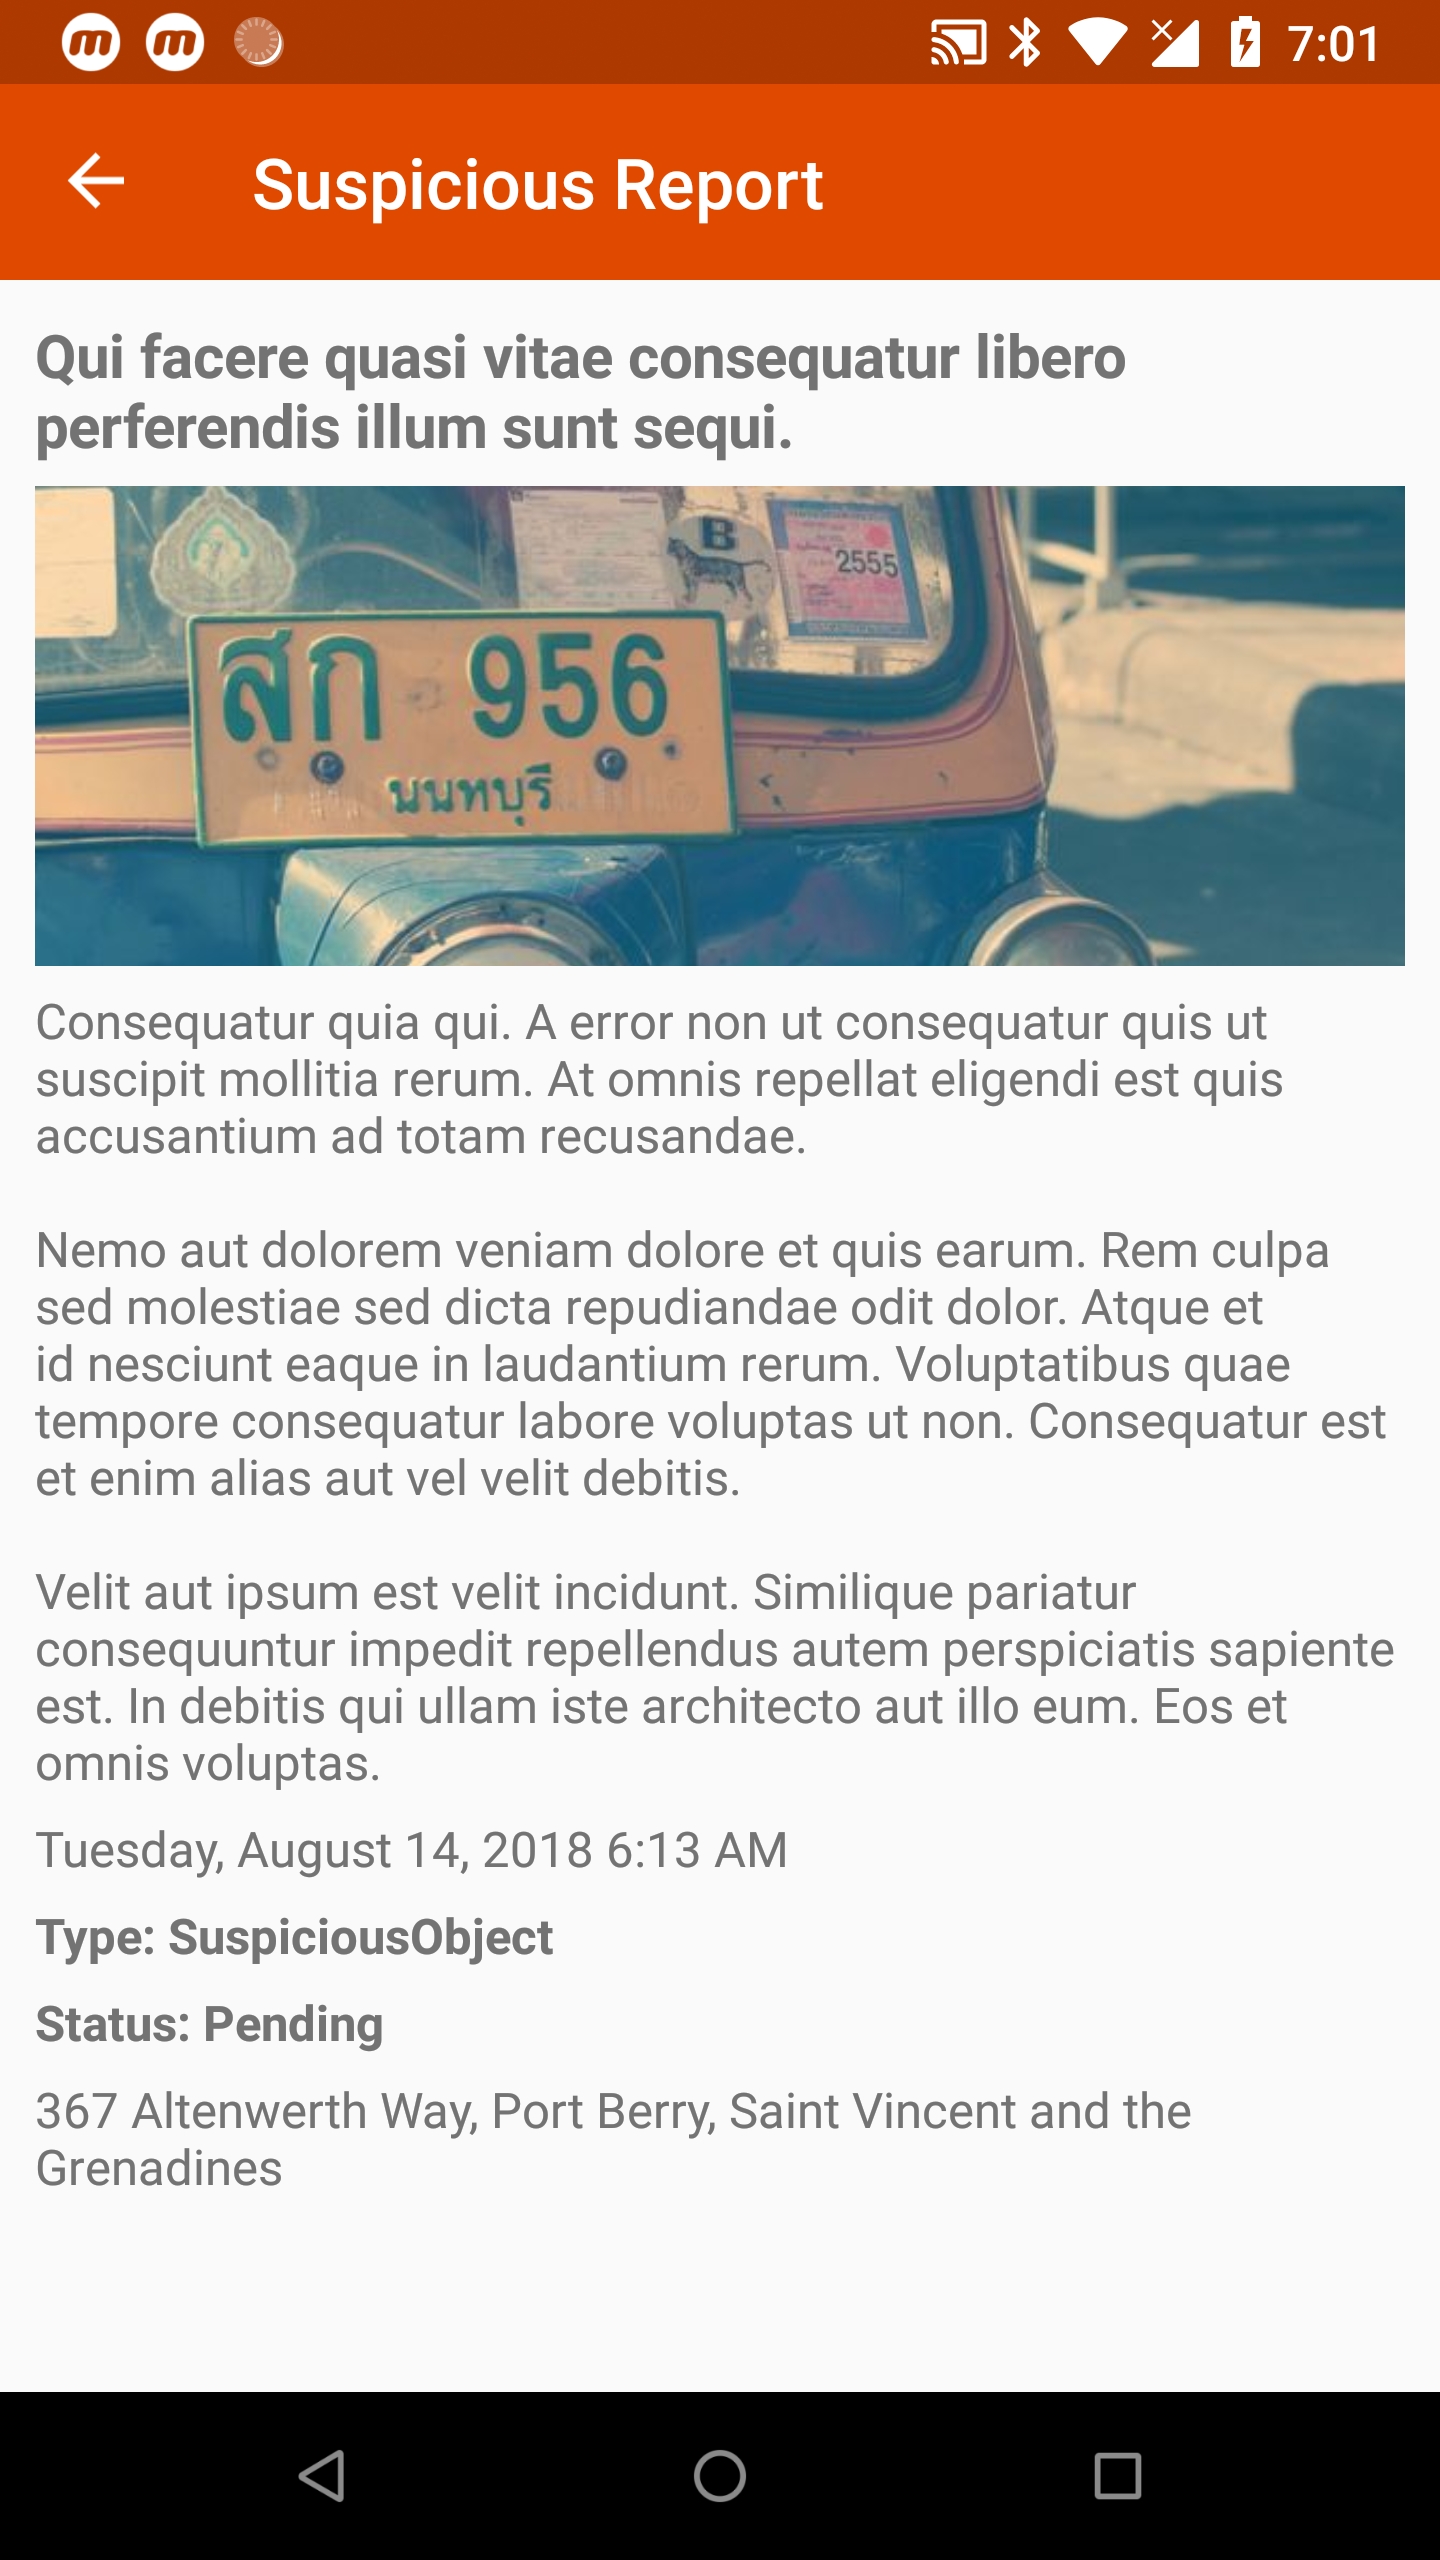 7:01
Suspicious Report
Qui facere quasi vitae consequatur libero
perferendis illum sunt sequi.
B
2555
สก 956
นนทบุรี
Consequatur quia qui. A error non ut consequatur quis ut
suscipit mollitia rerum. At omnis repellat eligendi est quis
accusantium ad totam recusandae.
Nemo aut dolorem veniam dolore et quis earum. Rem culpa
sed molestiae sed dicta repudiandae odit dolor. Atque et
id nesciunt eaque in laudantium rerum. Voluptatibus quae
tempore consequatur labore voluptas ut non. Consequatur est
et enim alias aut vel velit debitis.
Velit aut ipsum est velit incidunt. Similique pariatur
consequuntur impedit repellendus autem perspiciatis sapiente
est. In debitis qui ullam iste architecto aut illo eum. Eos et
omnis voluptas.
Tuesday, August 14, 2018 6:13 AM
Type: SuspiciousObject
Status: Pending
367 Altenwerth Way, Port Berry, Saint Vincent and the
Grenadines